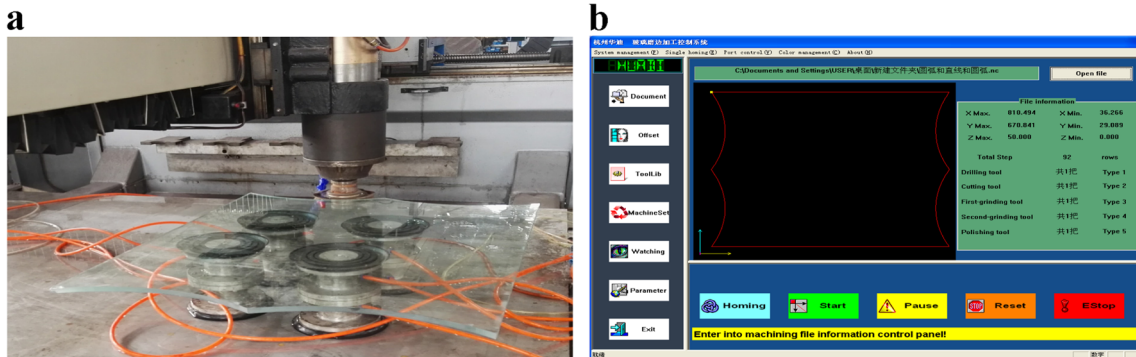 a
b
杭州华驰 玻璃磨边加工控制系统
System management(E) Single homing(E) Port control(V) Color management(C) About(H)
HUADI
C:\Documents and Settings\USER\桌面\新建文件夹\圆弧和直线和圆弧.nc
Open file
Document
Offset
ToolLib
MachineSet
Watching
Parameter
Exit
File information
X Max. 810.494 X Min. 36.266
Y Max. 670.841 Y Min. 29.089
Z Max. 50.000 Z Min. 0.000
Total Step 92 rows
Drilling tool 共1把 Type 1
Cutting tool 共1把 Type 2
First-grinding tool 共1把 Type 3
Second-grinding tool 共1把 Type 4
Polishing tool 共1把 Type 5
Homing
Start
Pause
Reset
EStop
Enter into machining file information control panel!
就绪
数字